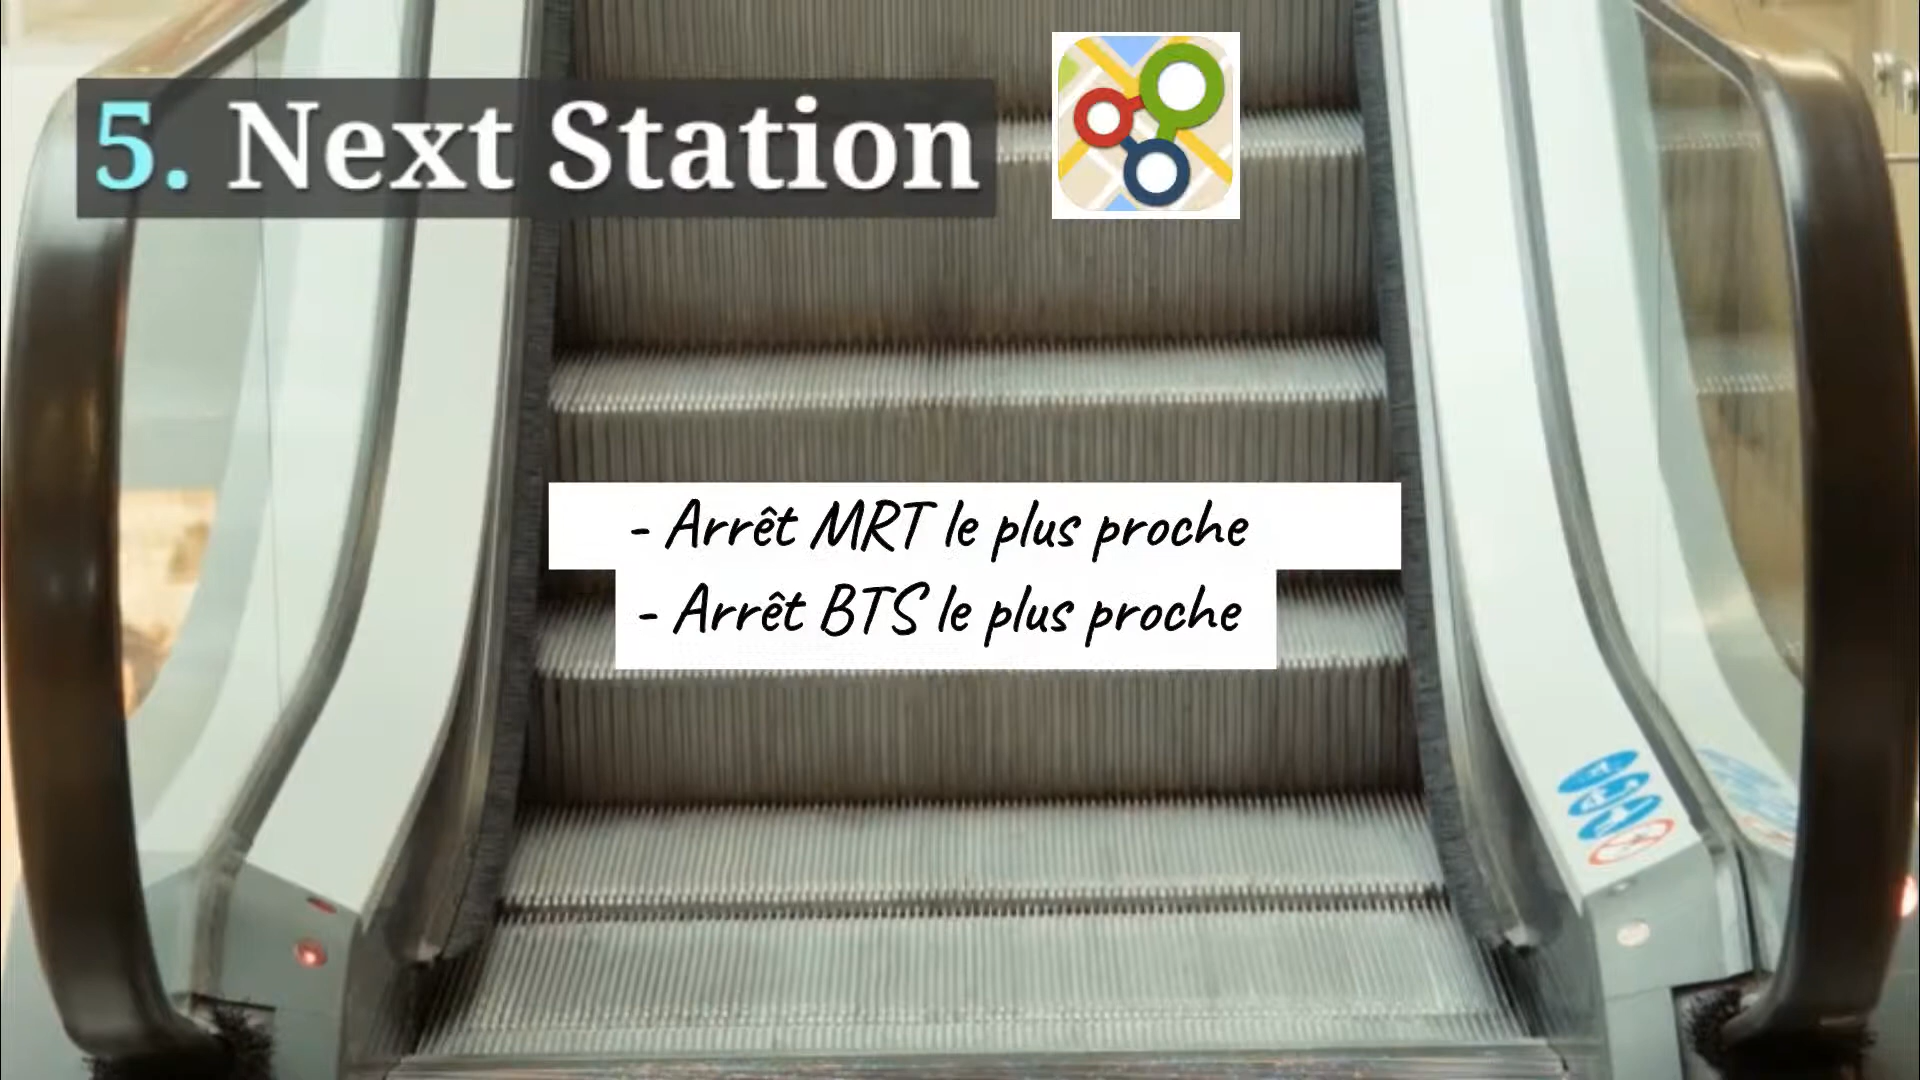 5. Next Station
- Arrêt MRT le plus proche
- Arrêt BTS le plus proche